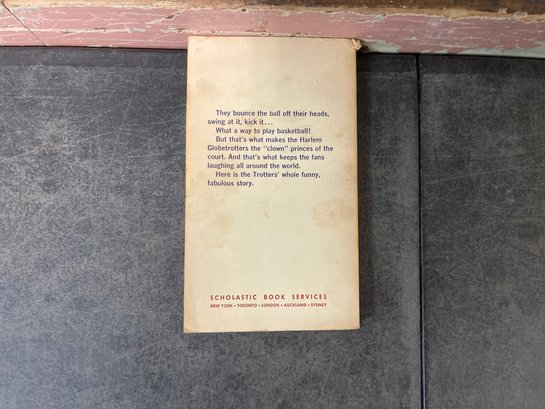 They bounce the ball off their heads,
swing at it, kick it...
What a way to play basketball!
But that's what makes the Harlem
Globetrotters the "clown" princes of the
court. And that's what keeps the fans
laughing all around the world.
Here is the Trotters' whole funny,
fabulous story.
SCHOLASTIC BOOK SERVICES
NEW YORK • TORONTO • LONDON • AUCKLAND • SYDNEY